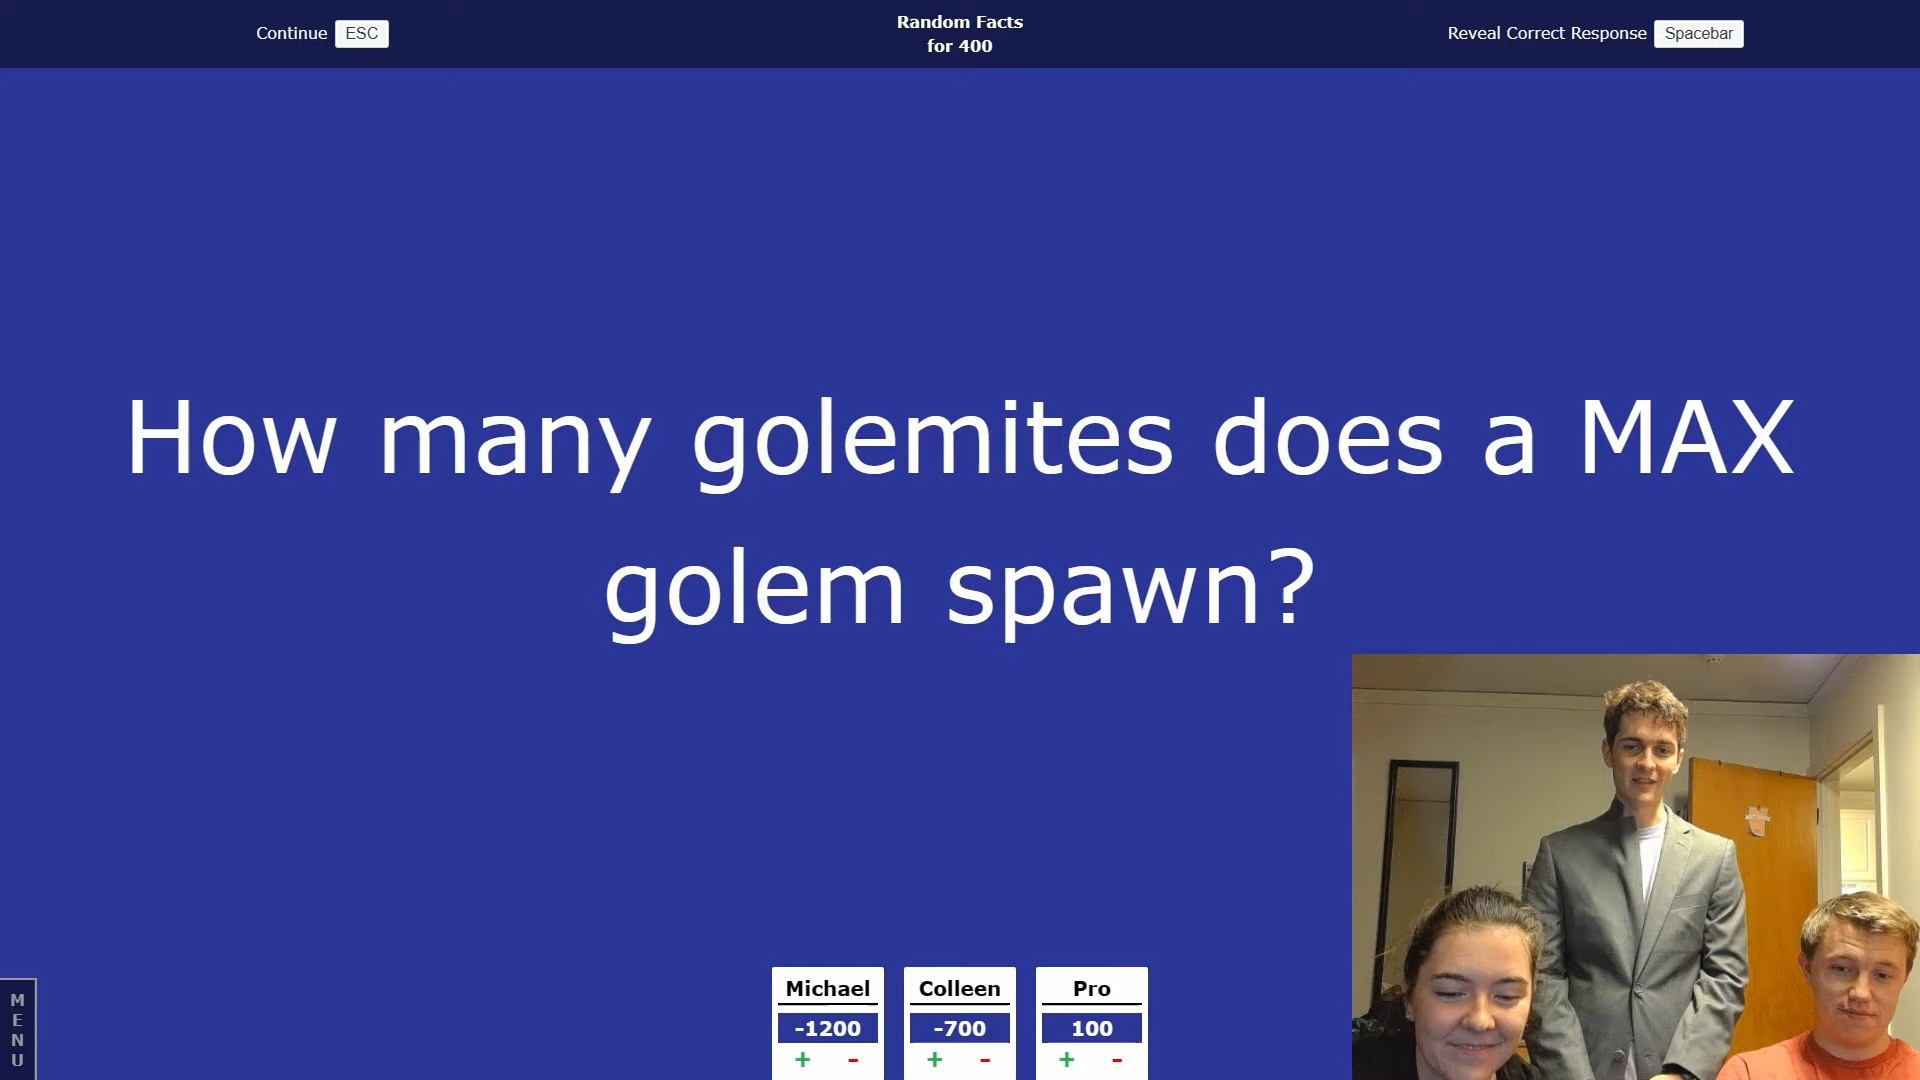 Continue ESC
Random Facts
for 400
Reveal Correct Response Spacebar
How many golemites does a MAX
golem spawn?
Michael
-1200
+ -
Colleen
-700
+ -
Pro
100
+ -
MENU